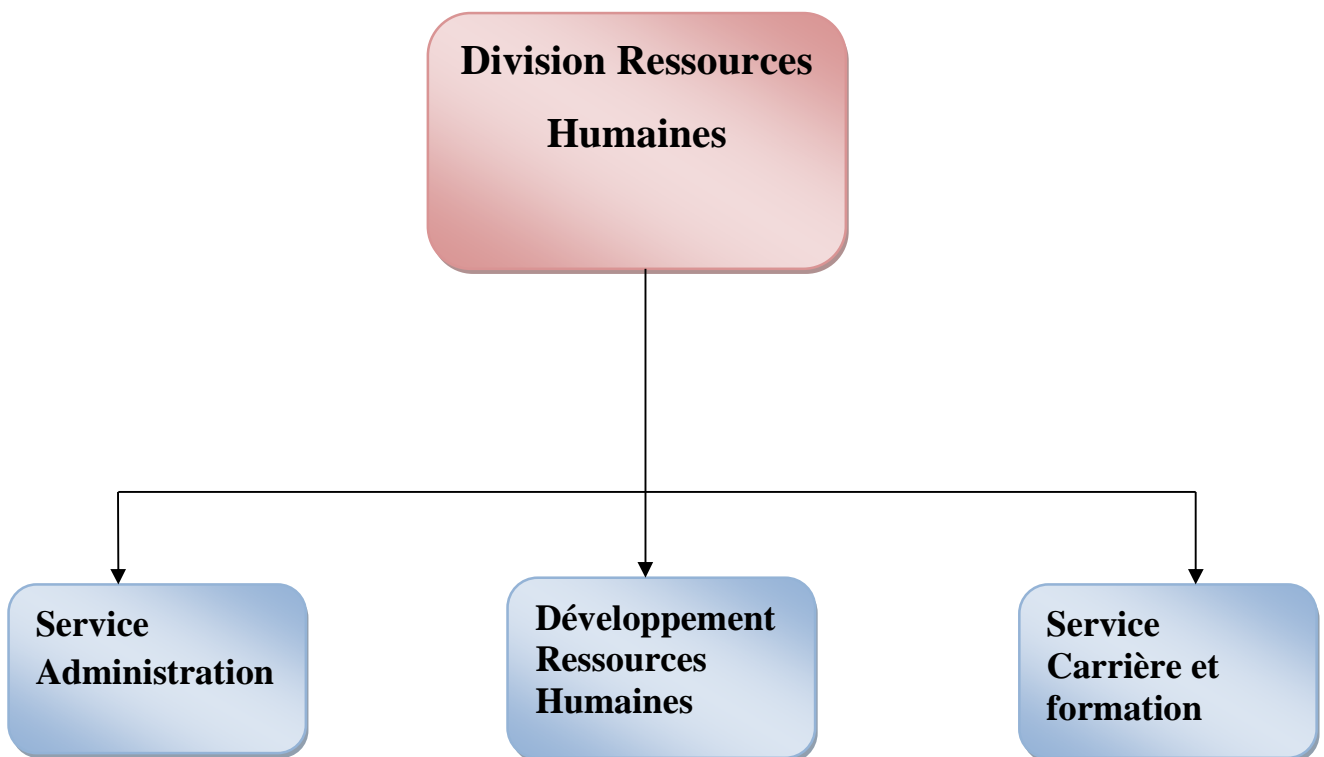 Division Ressources
Humaines
Service
Administration
Développement
Ressources
Humaines
Service
Carrière et
formation